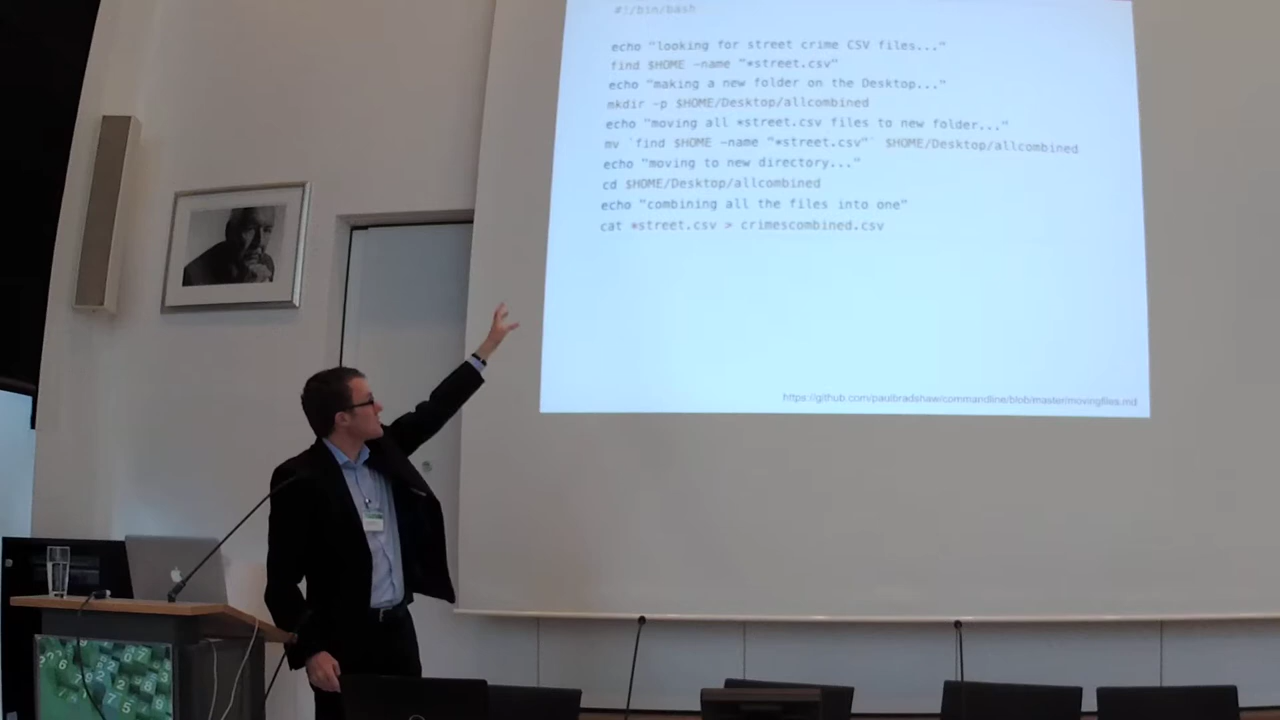 #!/bin/bash
echo "looking for street crime CSV files..."
find $HOME -name "*street.csv"
echo "making a new folder on the Desktop..."
mkdir -p $HOME/Desktop/allcombined
echo "moving all *street.csv files to new folder..."
mv `find $HOME -name "*street.csv"` $HOME/Desktop/allcombined
echo "moving to new directory..."
cd $HOME/Desktop/allcombined
echo "combining all the files into one"
cat *street.csv > crimescombined.csv
https://github.com/paulbradshaw/commandline/blob/master/movingfiles.md